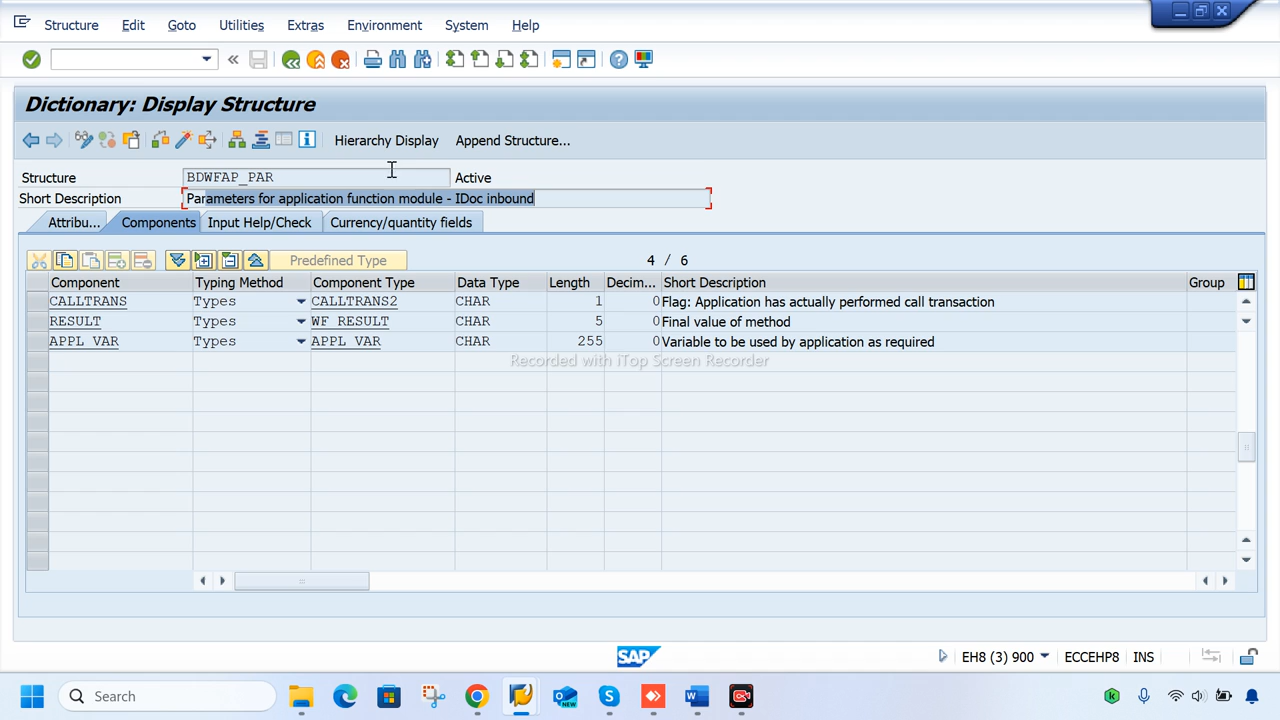 Structure Edit Goto Utilities Extras Environment System Help
Dictionary: Display Structure
Hierarchy Display Append Structure...
Structure BDWFAP_PAR Active
Short Description Parameters for application function module - IDoc inbound
Attribu... Components Input Help/Check Currency/quantity fields
Predefined Type 4 / 6
Component Typing Method Component Type Data Type Length Decim... Short Description Group
CALLTRANS Types CALLTRANS2 CHAR 1 0 Flag: Application has actually performed call transaction
RESULT Types WF_RESULT CHAR 5 0 Final value of method
APPL_VAR Types APPL_VAR CHAR 255 0 Variable to be used by application as required
Recorded with iTop Screen Recorder
SAP EH8 (3) 900 ECCEHP8 INS
Search